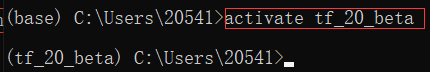 (base) C:\Users\20541>activate tf_20_beta
(tf_20_beta) C:\Users\20541>